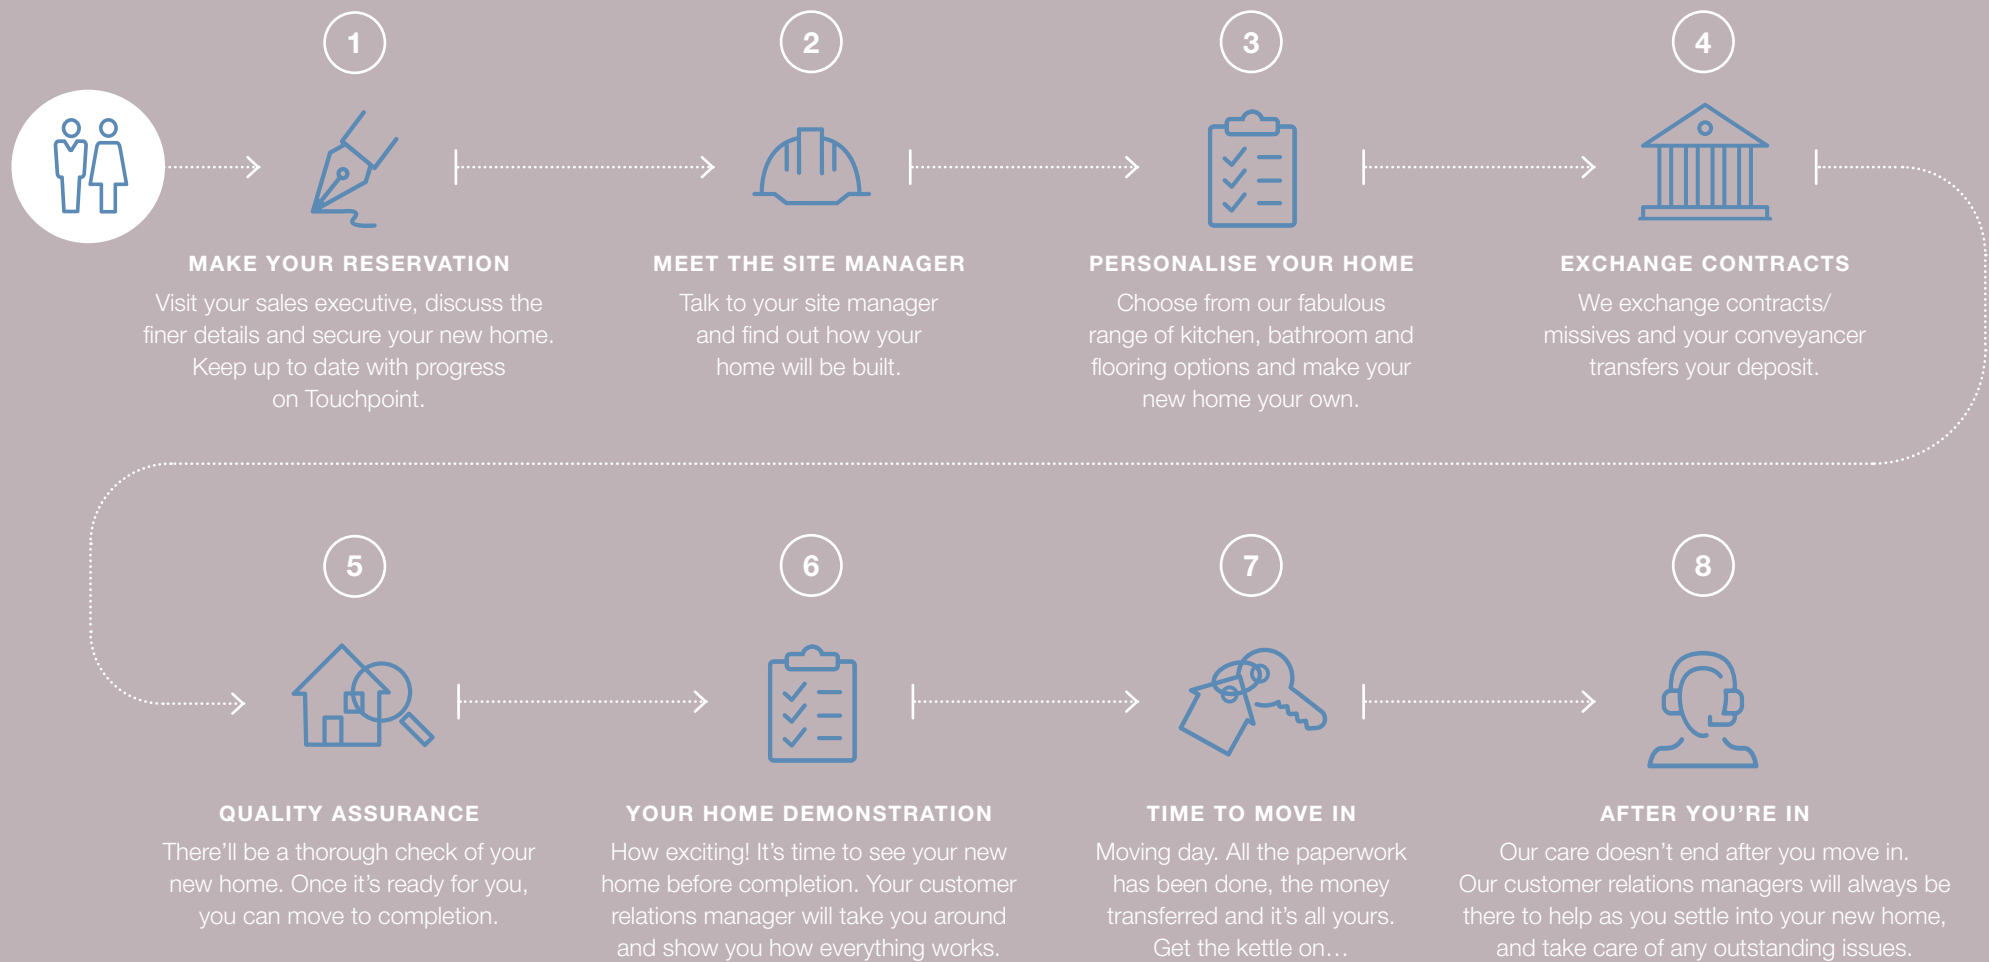 1
MAKE YOUR RESERVATION
Visit your sales executive, discuss the
finer details and secure your new home.
Keep up to date with progress
on Touchpoint.
2
MEET THE SITE MANAGER
Talk to your site manager
and find out how your
home will be built.
3
PERSONALISE YOUR HOME
Choose from our fabulous
range of kitchen, bathroom and
flooring options and make your
new home your own.
4
EXCHANGE CONTRACTS
We exchange contracts/
missives and your conveyancer
transfers your deposit.
5
QUALITY ASSURANCE
There’ll be a thorough check of your
new home. Once it’s ready for you,
you can move to completion.
6
YOUR HOME DEMONSTRATION
How exciting! It’s time to see your new
home before completion. Your customer
relations manager will take you around
and show you how everything works.
7
TIME TO MOVE IN
Moving day. All the paperwork
has been done, the money
transferred and it’s all yours.
Get the kettle on…
8
AFTER YOU’RE IN
Our care doesn’t end after you move in.
Our customer relations managers will always be
there to help as you settle into your new home,
and take care of any outstanding issues.